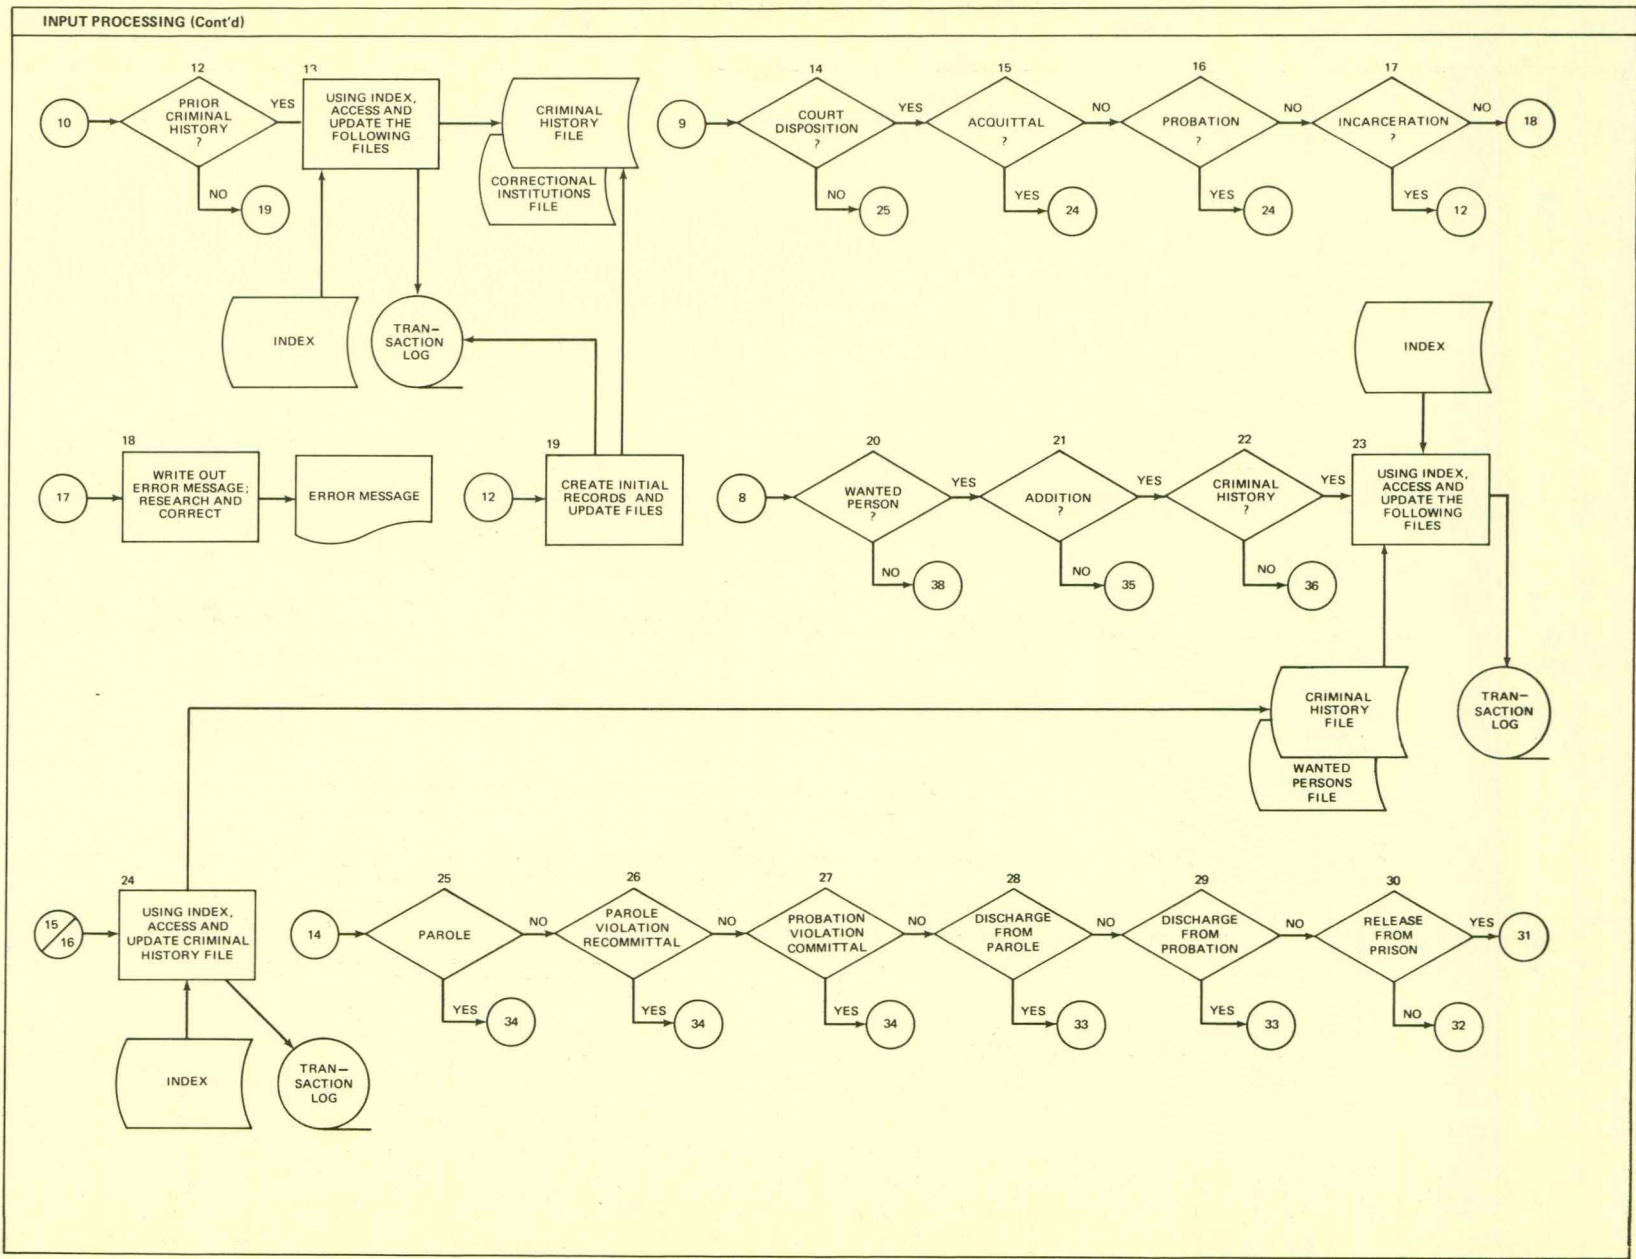 INPUT PROCESSING (Cont'd)
12
10
PRIOR
CRIMINAL
HISTORY
?
YES
NO
19
13
USING INDEX,
ACCESS AND
UPDATE THE
FOLLOWING
FILES
CRIMINAL
HISTORY
FILE
CORRECTIONAL
INSTITUTIONS
FILE
INDEX
TRAN-
SACTION
LOG
9
14
COURT
DISPOSITION
?
YES
NO
25
15
ACQUITTAL
?
NO
YES
24
16
PROBATION
?
NO
YES
24
17
INCARCERATION
?
NO
18
YES
12
17
18
WRITE OUT
ERROR MESSAGE;
RESEARCH AND
CORRECT
ERROR MESSAGE
12
19
CREATE INITIAL
RECORDS AND
UPDATE FILES
INDEX
8
20
WANTED
PERSON
?
YES
NO
38
21
ADDITION
?
YES
NO
35
22
CRIMINAL
HISTORY
?
YES
NO
36
23
USING INDEX,
ACCESS AND
UPDATE THE
FOLLOWING
FILES
CRIMINAL
HISTORY
FILE
WANTED
PERSONS
FILE
TRAN-
SACTION
LOG
15
16
24
USING INDEX,
ACCESS AND
UPDATE CRIMINAL
HISTORY FILE
INDEX
TRAN-
SACTION
LOG
14
25
PAROLE
NO
YES
34
26
PAROLE
VIOLATION
RECOMMITTAL
NO
YES
34
27
PROBATION
VIOLATION
COMMITTAL
NO
YES
34
28
DISCHARGE
FROM
PAROLE
NO
YES
33
29
DISCHARGE
FROM
PROBATION
NO
YES
33
30
RELEASE
FROM
PRISON
YES
31
NO
32